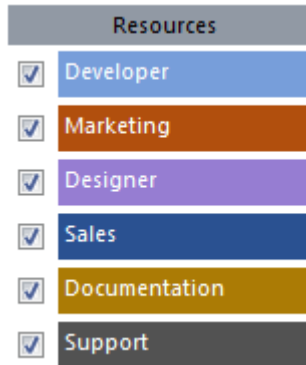 Resources
Developer
Marketing
Designer
Sales
Documentation
Support